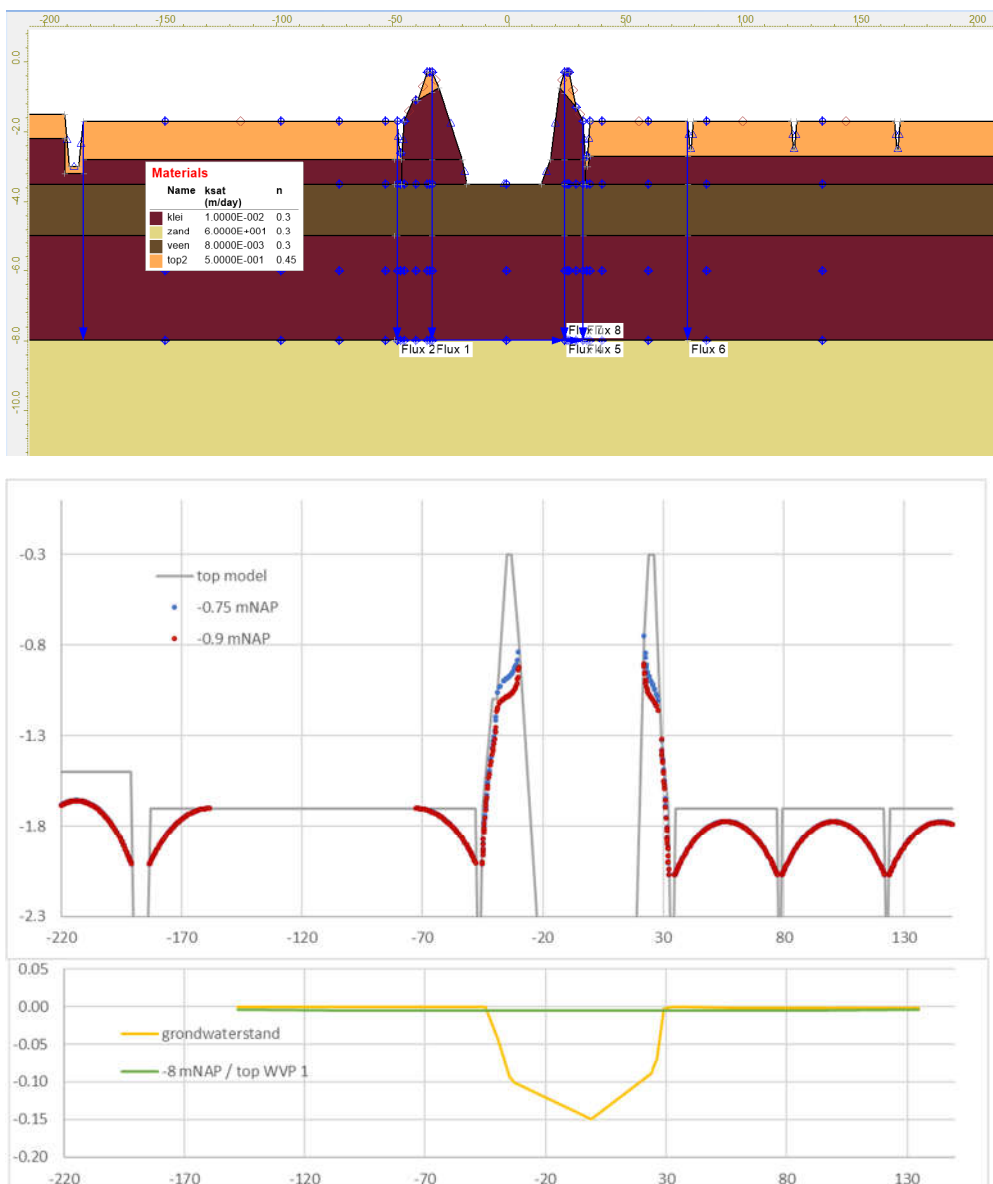 -200 -150 -100 -50 0 50 100 150 200
0.0
-2.0
-4.0
-6.0
-8.0
-10.0
Materials
Name ksat (m/day) n
klei 1.0000E-002 0.3
zand 6.0000E+001 0.3
veen 8.0000E-003 0.3
top2 5.0000E-001 0.45
Flux 8
Flux 2 Flux 1 Flux 5 Flux 6
-0.3
top model
-0.75 mNAP
-0.8
-0.9 mNAP
-1.3
-1.8
-2.3
-220 -170 -120 -70 -20 30 80 130
0.05
0.00
grondwaterstand
-0.05
-8 mNAP / top WVP 1
-0.10
-0.15
-0.20
-220 -170 -120 -70 -20 30 80 130